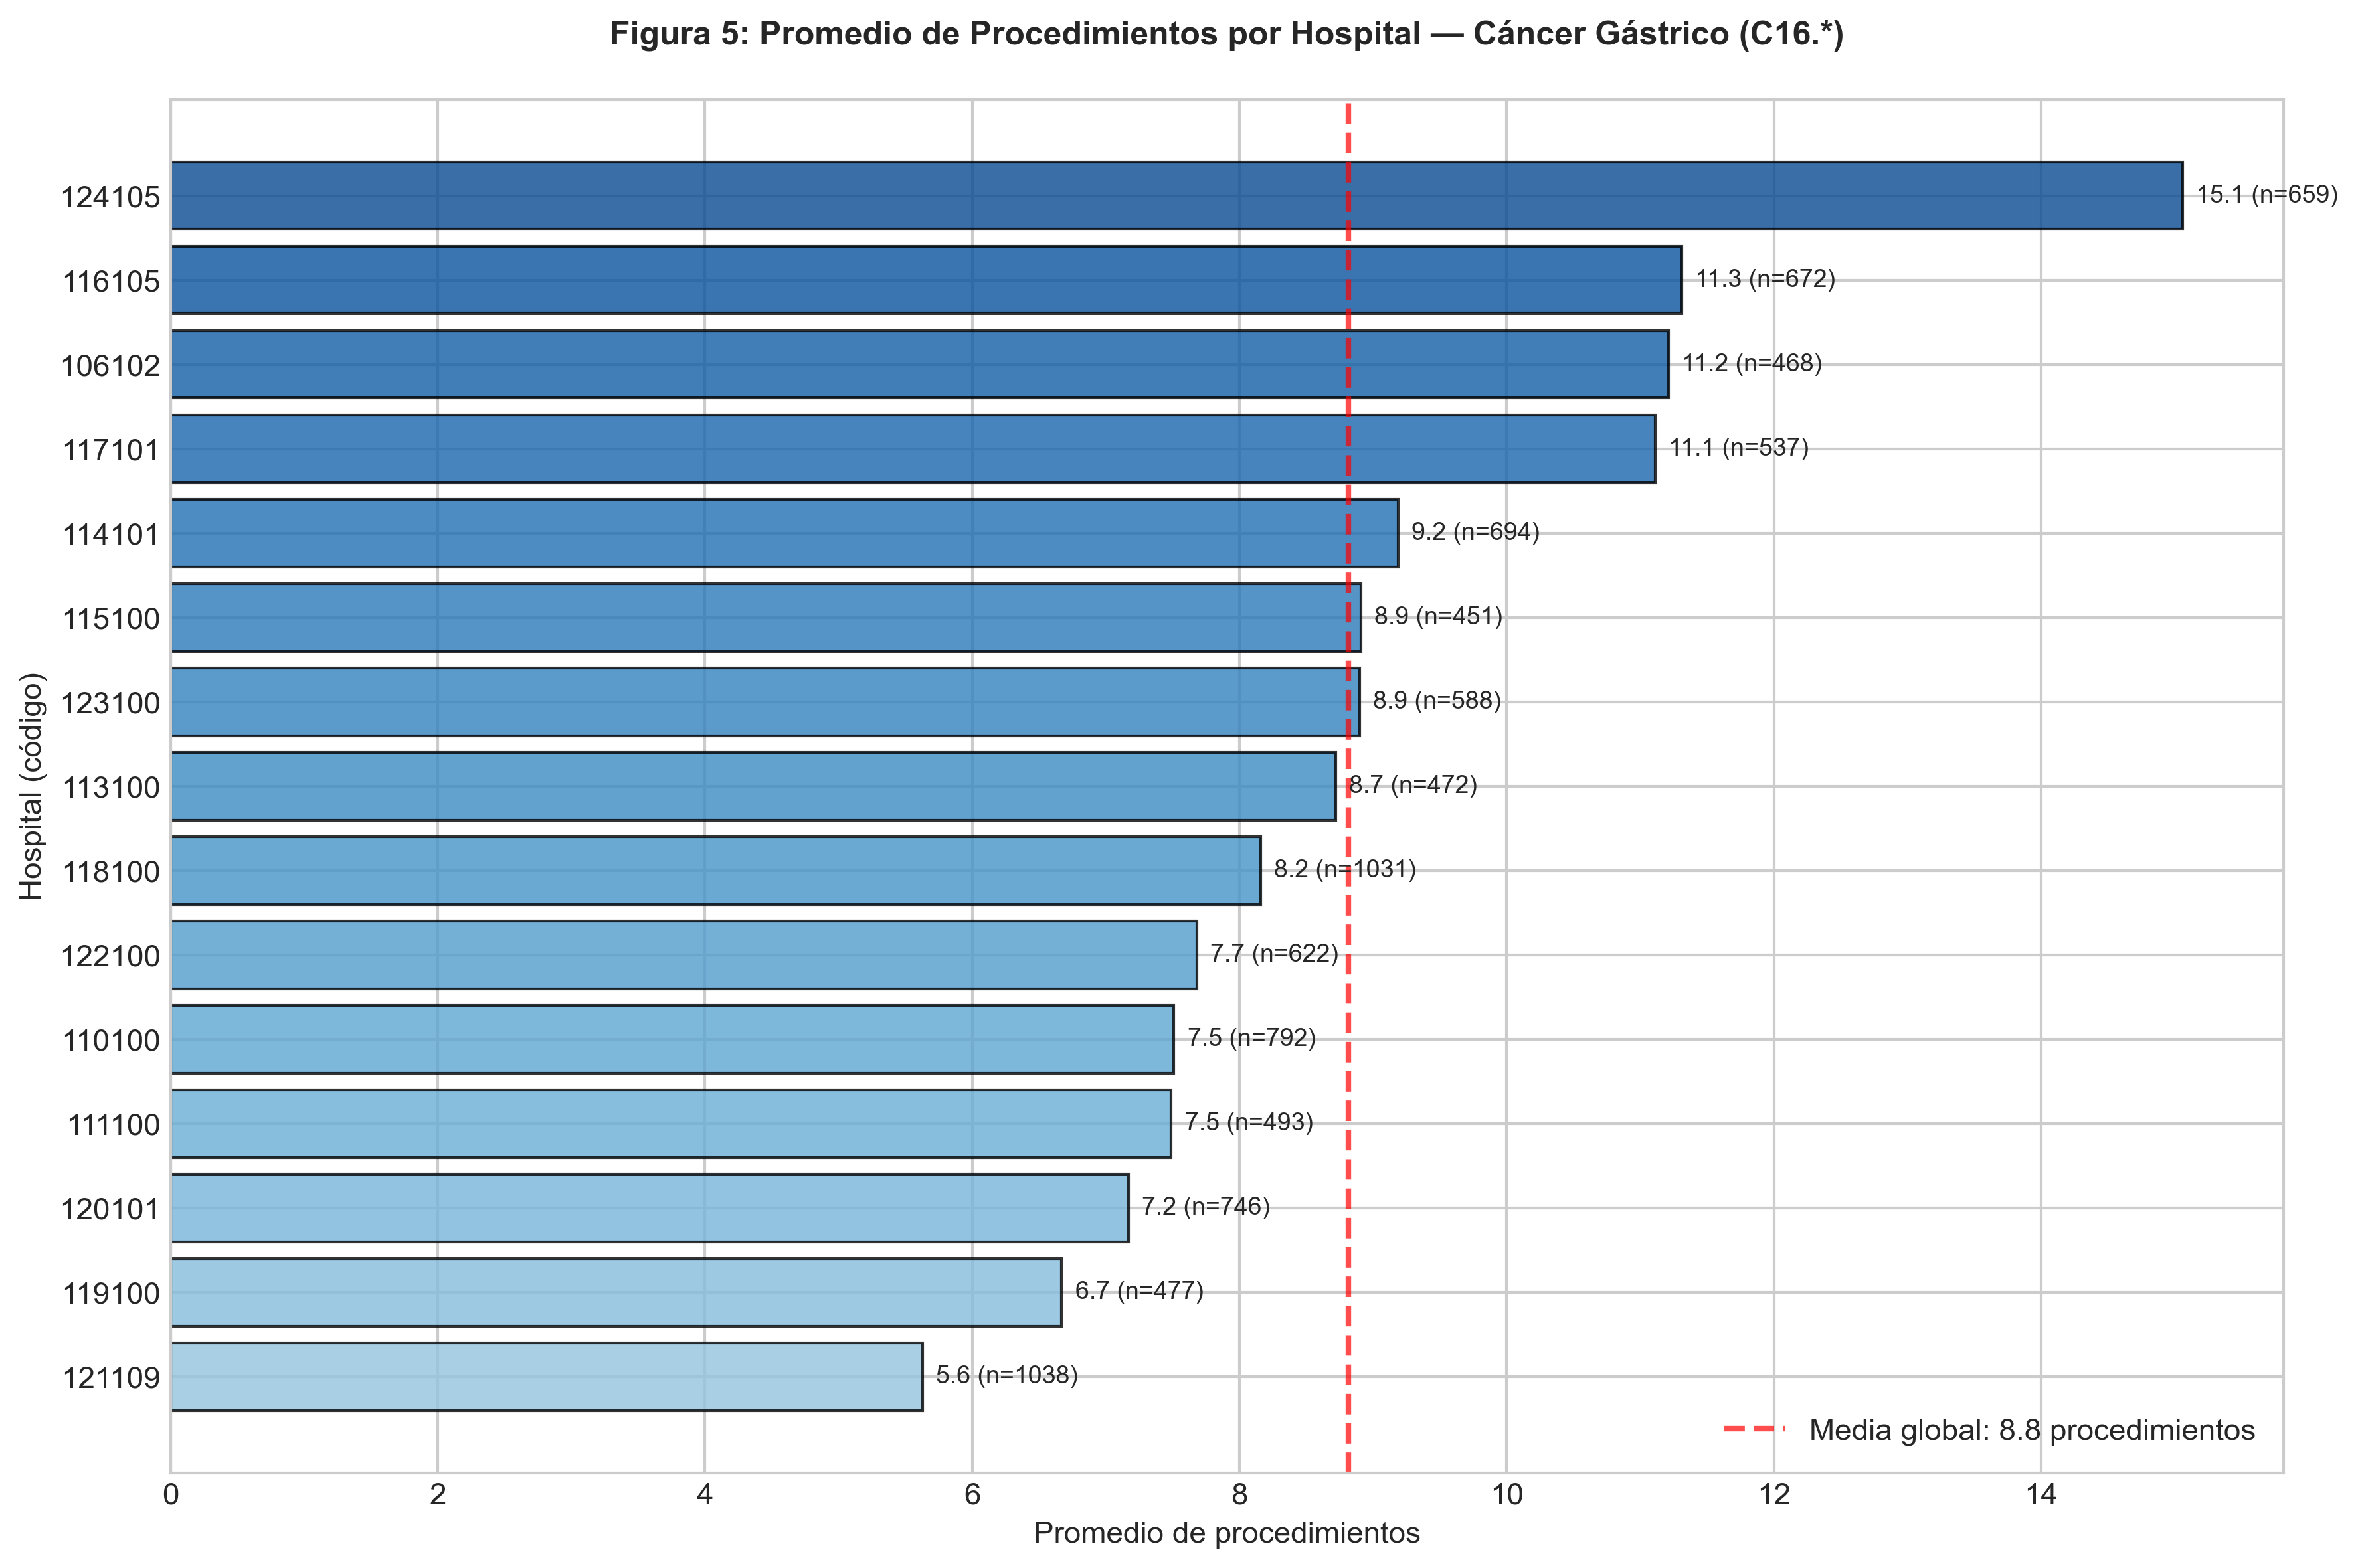 Figura 5: Promedio de Procedimientos por Hospital — Cáncer Gástrico (C16.*)
Hospital (código)
124105
15.1 (n=659)
116105
11.3 (n=672)
106102
11.2 (n=468)
117101
11.1 (n=537)
114101
9.2 (n=694)
115100
8.9 (n=451)
123100
8.9 (n=588)
113100
8.7 (n=472)
118100
8.2 (n=1031)
122100
7.7 (n=622)
110100
7.5 (n=792)
111100
7.5 (n=493)
120101
7.2 (n=746)
119100
6.7 (n=477)
121109
5.6 (n=1038)
Media global: 8.8 procedimientos
0 2 4 6 8 10 12 14
Promedio de procedimientos